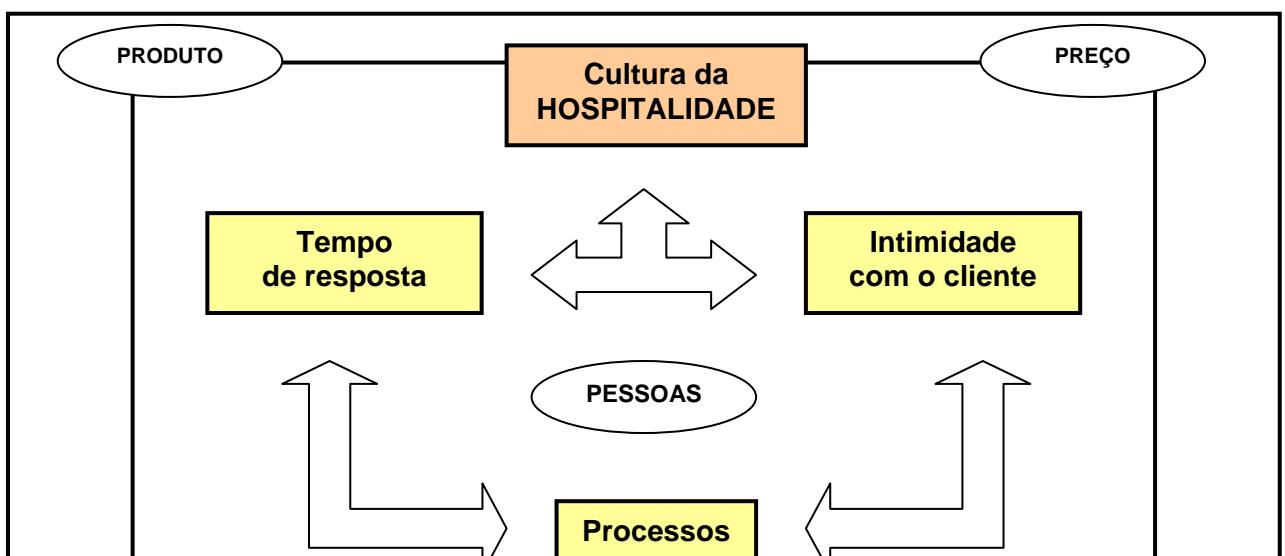 PRODUTO
PREÇO
Cultura da
HOSPITALIDADE
Tempo
de resposta
Intimidade
com o cliente
PESSOAS
Processos